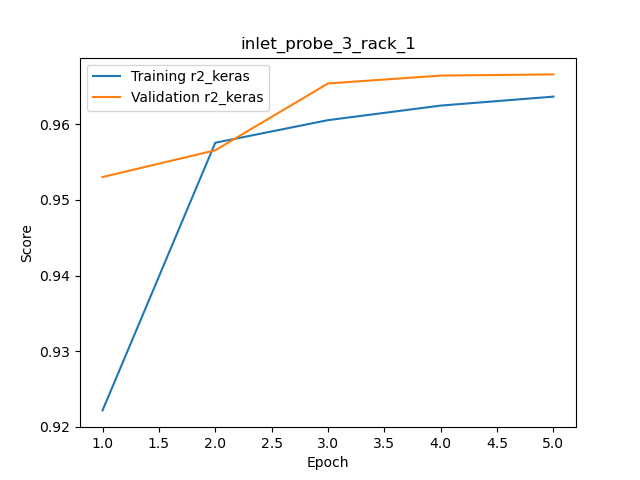 inlet_probe_3_rack_1
Training r2_keras
Validation r2_keras
0.96
0.95
0.94
0.93
0.92
Score
1.0 1.5 2.0 2.5 3.0 3.5 4.0 4.5 5.0
Epoch